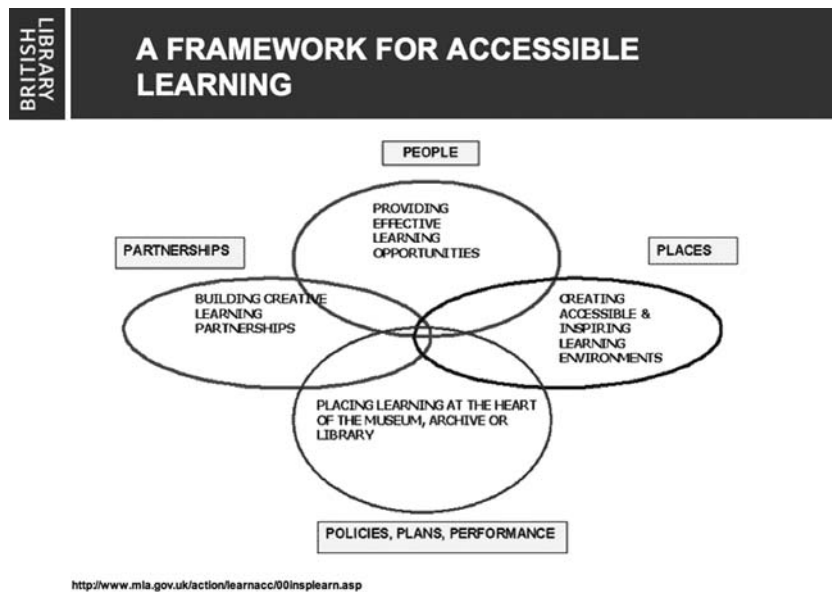 BRITISH
LIBRARY
A FRAMEWORK FOR ACCESSIBLE
LEARNING
PEOPLE
PROVIDING
EFFECTIVE
LEARNING
OPPORTUNITIES
PARTNERSHIPS
PLACES
BUILDING CREATIVE
LEARNING
PARTNERSHIPS
CREATING
ACCESSIBLE &
INSPIRING
LEARNING
ENVIRONMENTS
PLACING LEARNING AT THE HEART
OF THE MUSEUM, ARCHIVE OR
LIBRARY
POLICIES, PLANS, PERFORMANCE
http://www.mla.gov.uk/action/learnacc/00insplearn.asp